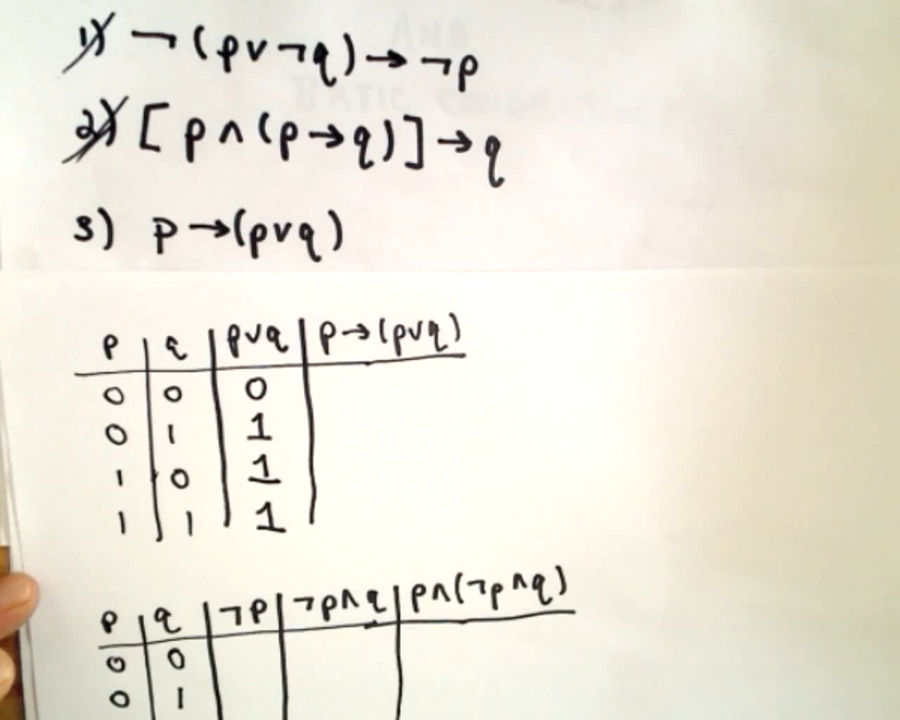 1) ¬(p∨¬q)→¬p
2) [p∧(p→q)]→q
3) p→(p∨q)
p q p∨q p→(p∨q)
0 0 0
0 1 1
1 0 1
1 1 1
p q ¬p ¬p∧q p∧(¬p∧q)
0 0
0 1